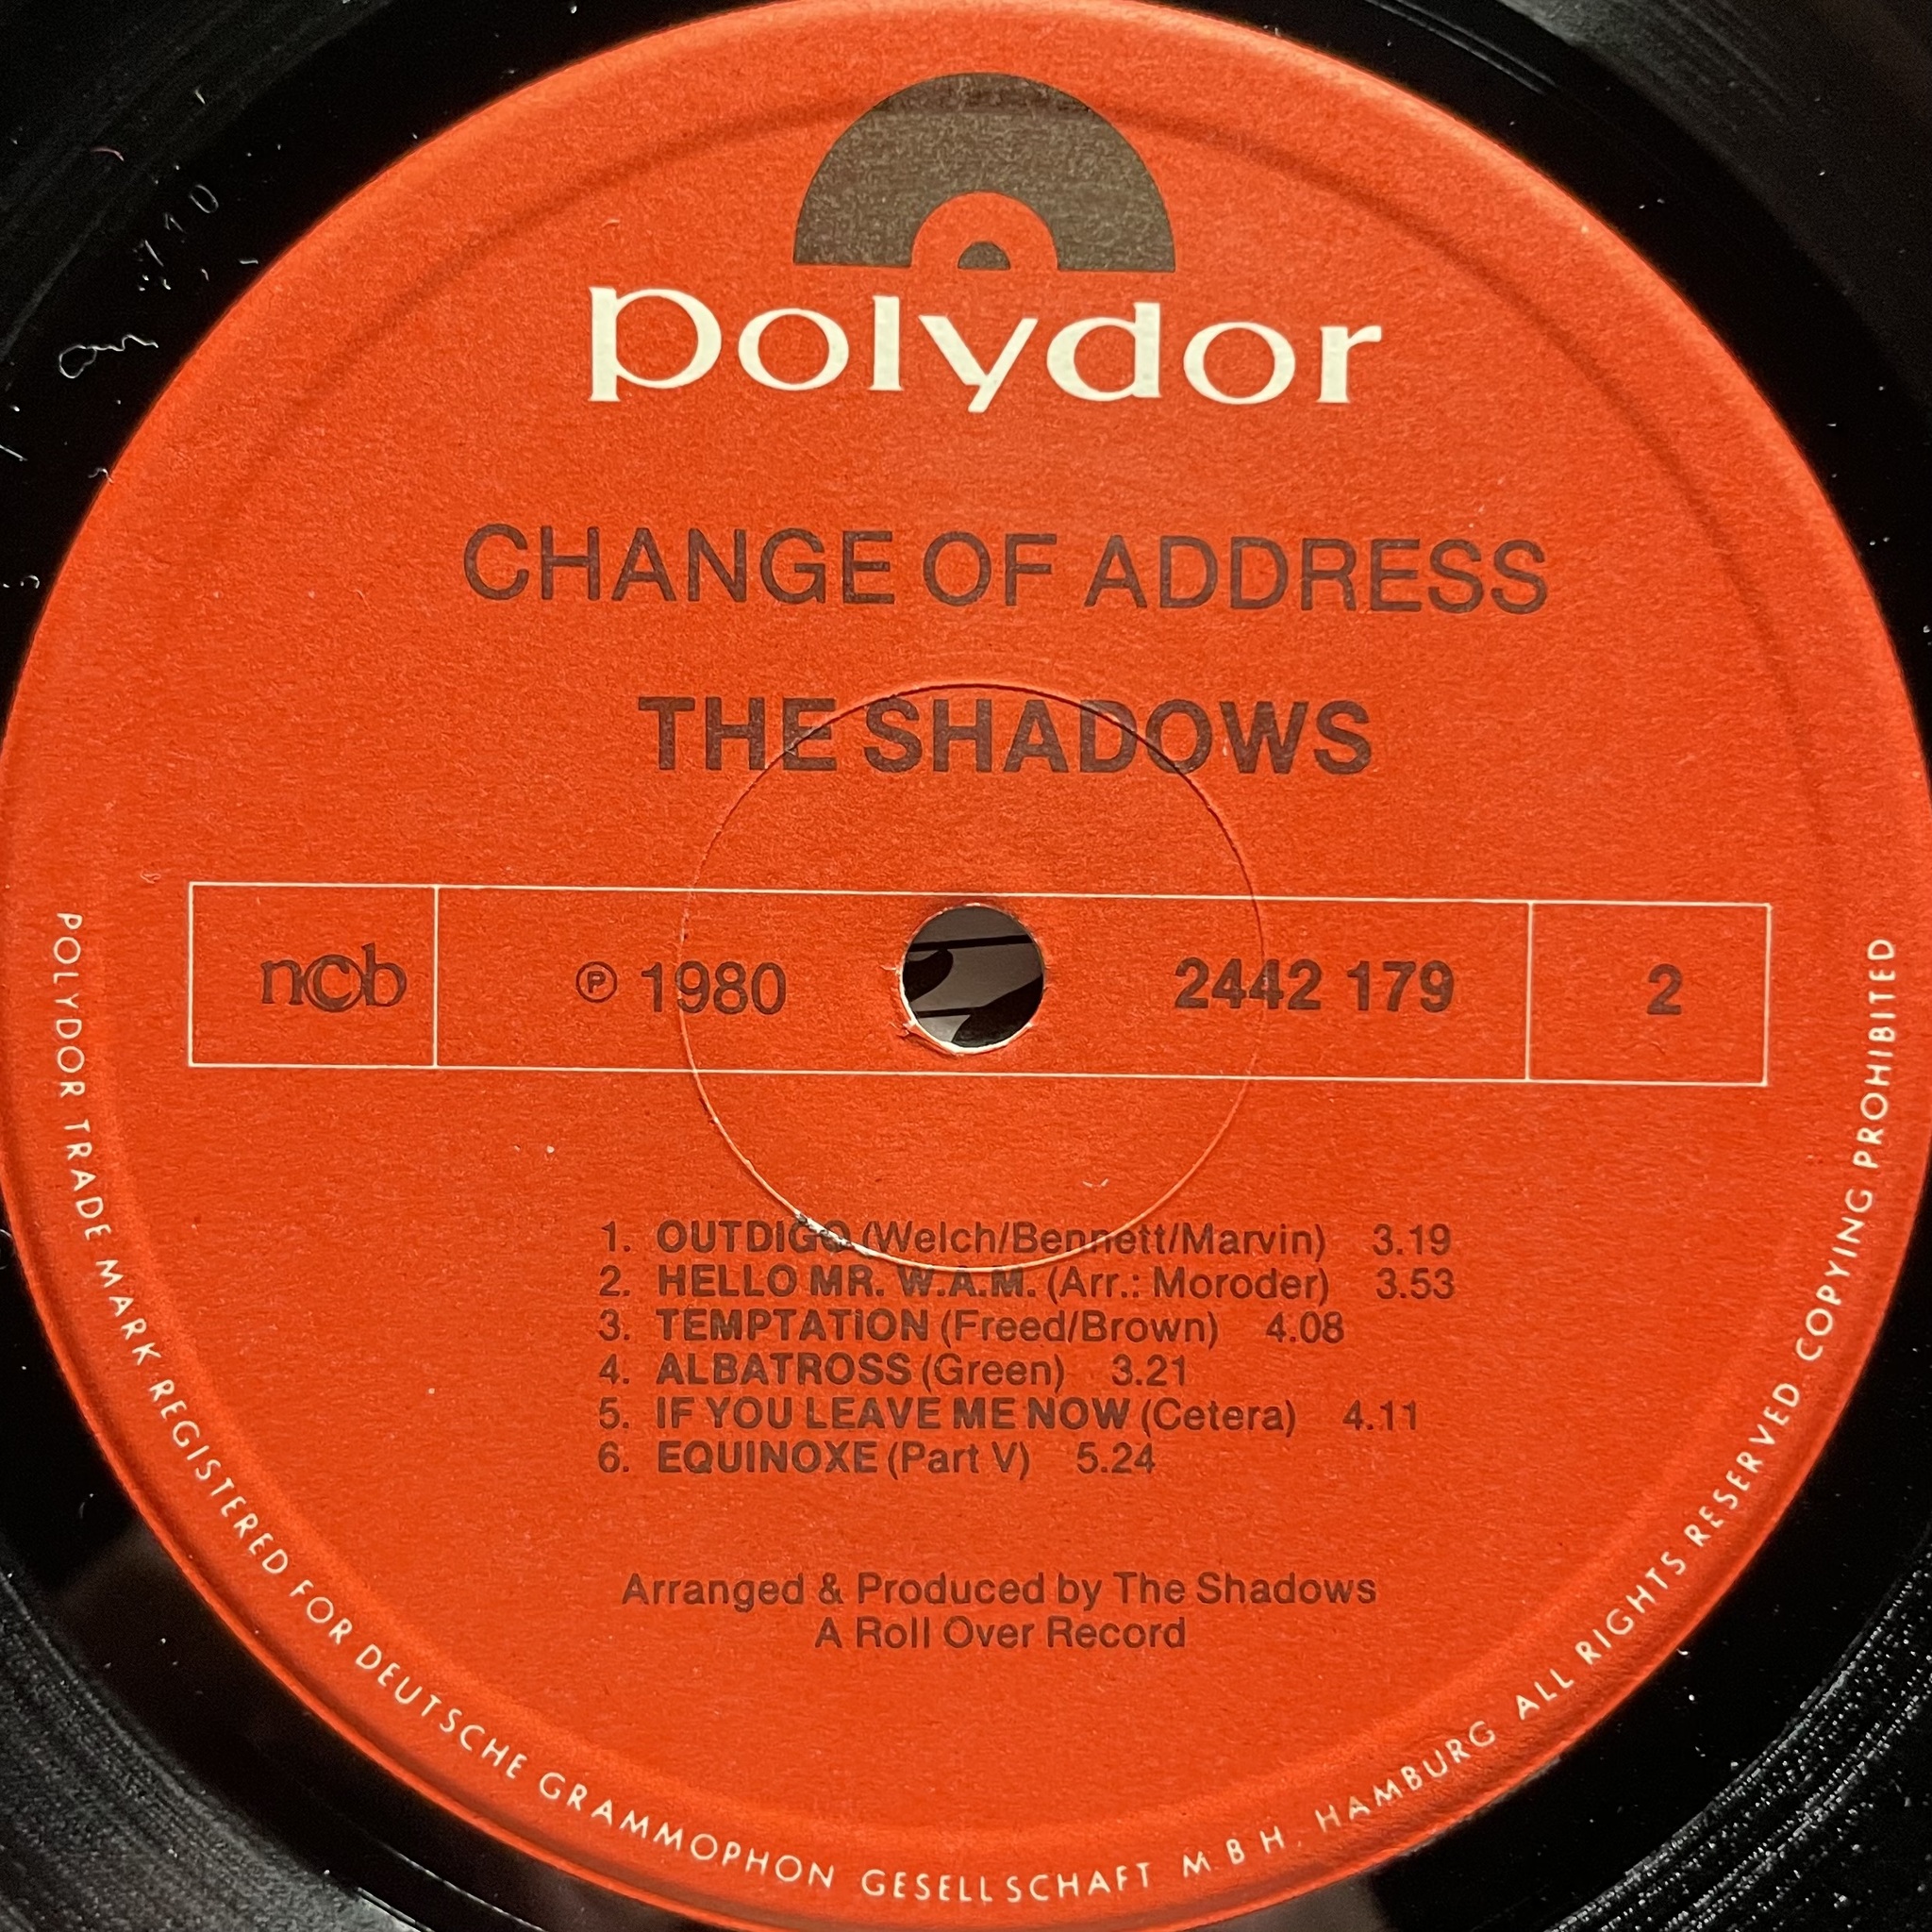 polydor
CHANGE OF ADDRESS
THE SHADOWS
ncb ℗ 1980 2442 179 2
1. OUTDIGO (Welch/Bennett/Marvin) 3.19
2. HELLO MR. W.A.M. (Arr.: Moroder) 3.53
3. TEMPTATION (Freed/Brown) 4.08
4. ALBATROSS (Green) 3.21
5. IF YOU LEAVE ME NOW (Cetera) 4.11
6. EQUINOXE (Part V) 5.24
Arranged & Produced by The Shadows
A Roll Over Record
POLYDOR TRADE MARK REGISTERED FOR DEUTSCHE GRAMMOPHON GESELLSCHAFT M.B.H. HAMBURG ALL RIGHTS RESERVED COPYING PROHIBITED